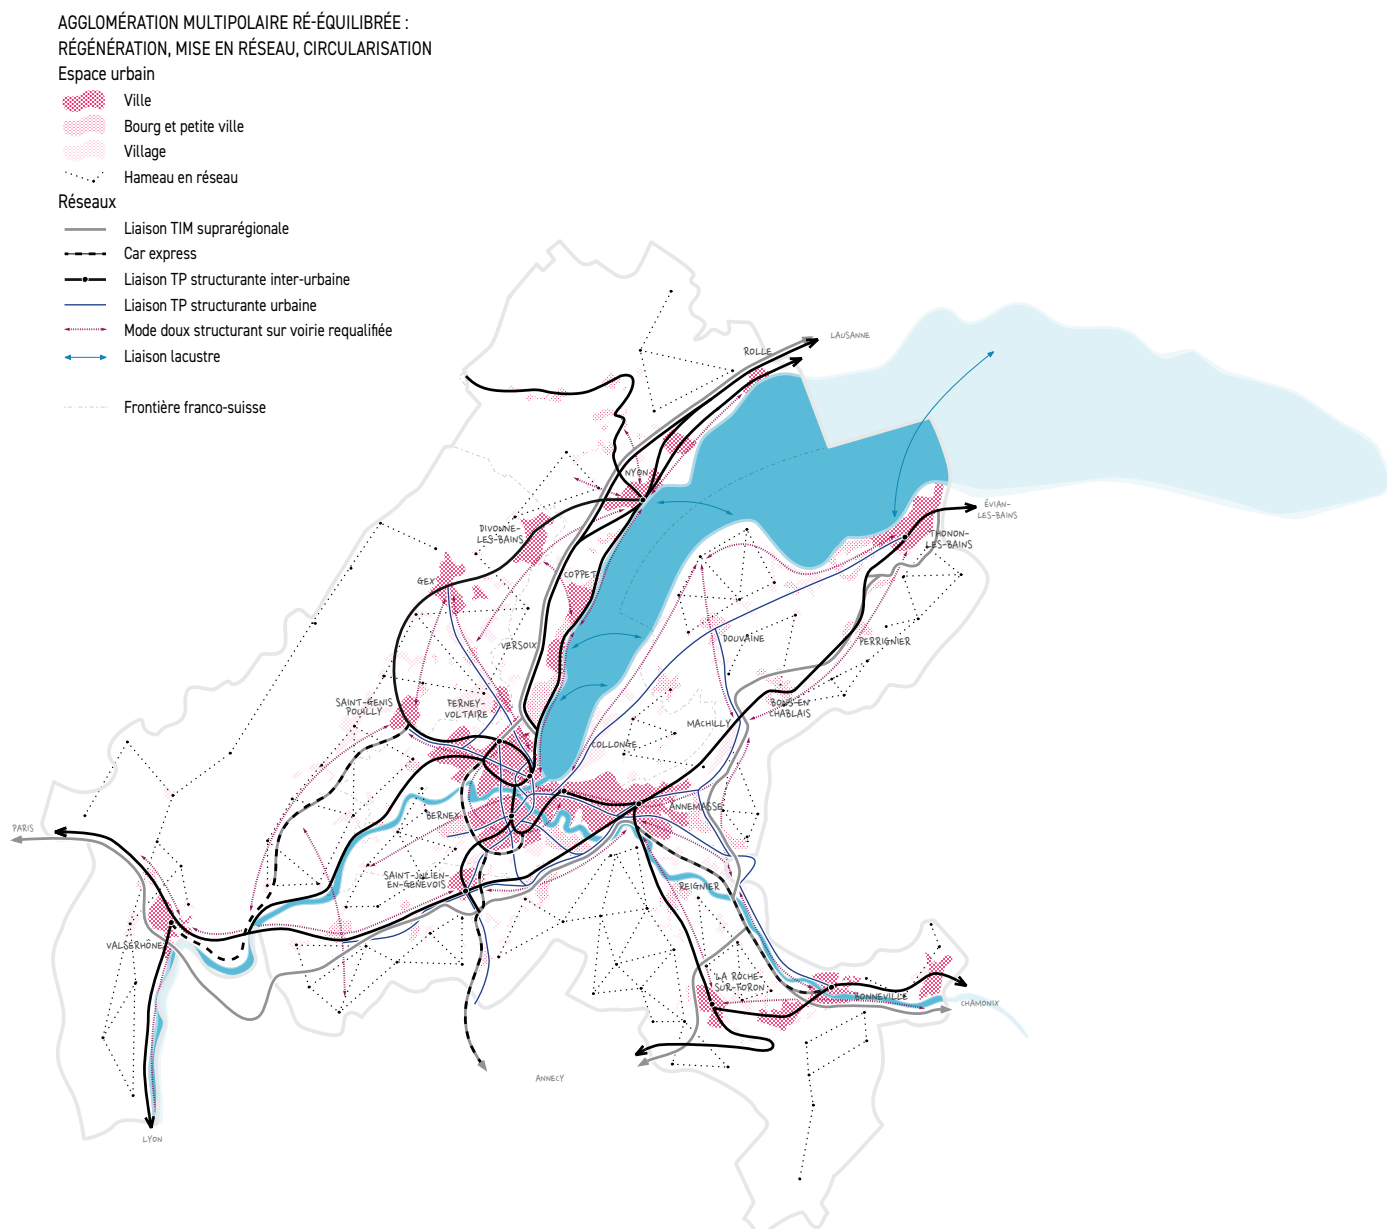 AGGLOMÉRATION MULTIPOLAIRE RÉ-ÉQUILIBRÉE :
RÉGÉNÉRATION, MISE EN RÉSEAU, CIRCULARISATION
Espace urbain
Ville
Bourg et petite ville
Village
Hameau en réseau
Réseaux
Liaison TIM suprarégionale
Car express
Liaison TP structurante inter-urbaine
Liaison TP structurante urbaine
Mode doux structurant sur voirie requalifiée
Liaison lacustre
Frontière franco-suisse
LAUSANNE
ROLLE
NYON
ÉVIAN-
LES-BAINS
DIVONNE-
LES-BAINS
THONON-
LES-BAINS
COPPET
GEX
DOUVAINE
PERRIGNIER
VERSOIX
SAINT-GENIS
POUILLY
FERNEY-
VOLTAIRE
BONS-EN
CHABLAIS
MACHILLY
COLLONGE
ANNEMASSE
BERNEX
PARIS
SAINT-JULIEN-
EN-GENEVOIS
REIGNIER
VALSERHÔNE
LA ROCHE-
SUR-FORON
BONNEVILLE
CHAMONIX
ANNECY
LYON